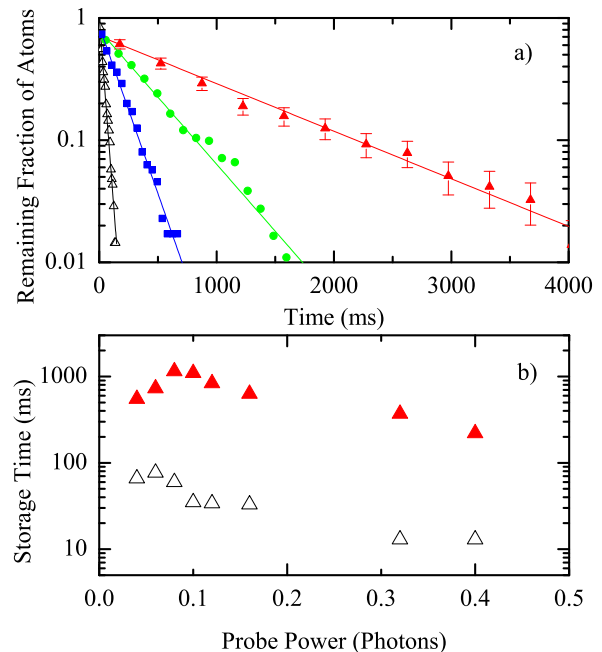 1
a)
0.1
0.01
Remaining Fraction of Atoms
0 1000 2000 3000 4000
Time (ms)
b)
1000
100
10
Storage Time (ms)
0.0 0.1 0.2 0.3 0.4 0.5
Probe Power (Photons)